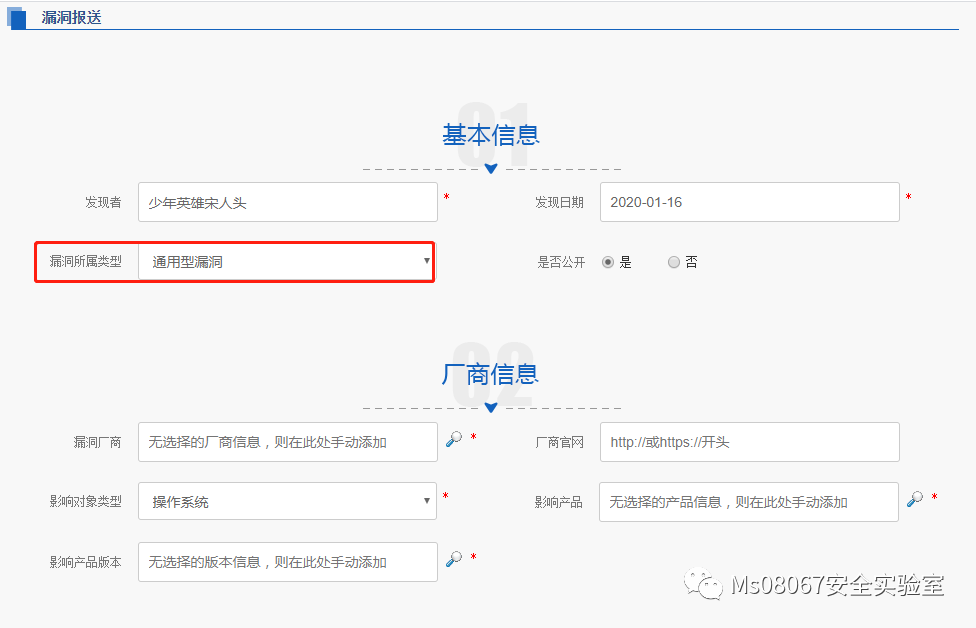 漏洞报送
01
基本信息
发现者 少年英雄宋人头 * 发现日期 2020-01-16 *
漏洞所属类型 通用型漏洞 是否公开 是 否
02
厂商信息
漏洞厂商 无选择的厂商信息，则在此处手动添加 * 厂商官网 http://或https://开头
影响对象类型 操作系统 * 影响产品 无选择的产品信息，则在此处手动添加 *
影响产品版本 无选择的版本信息，则在此处手动添加 *
Ms08067安全实验室